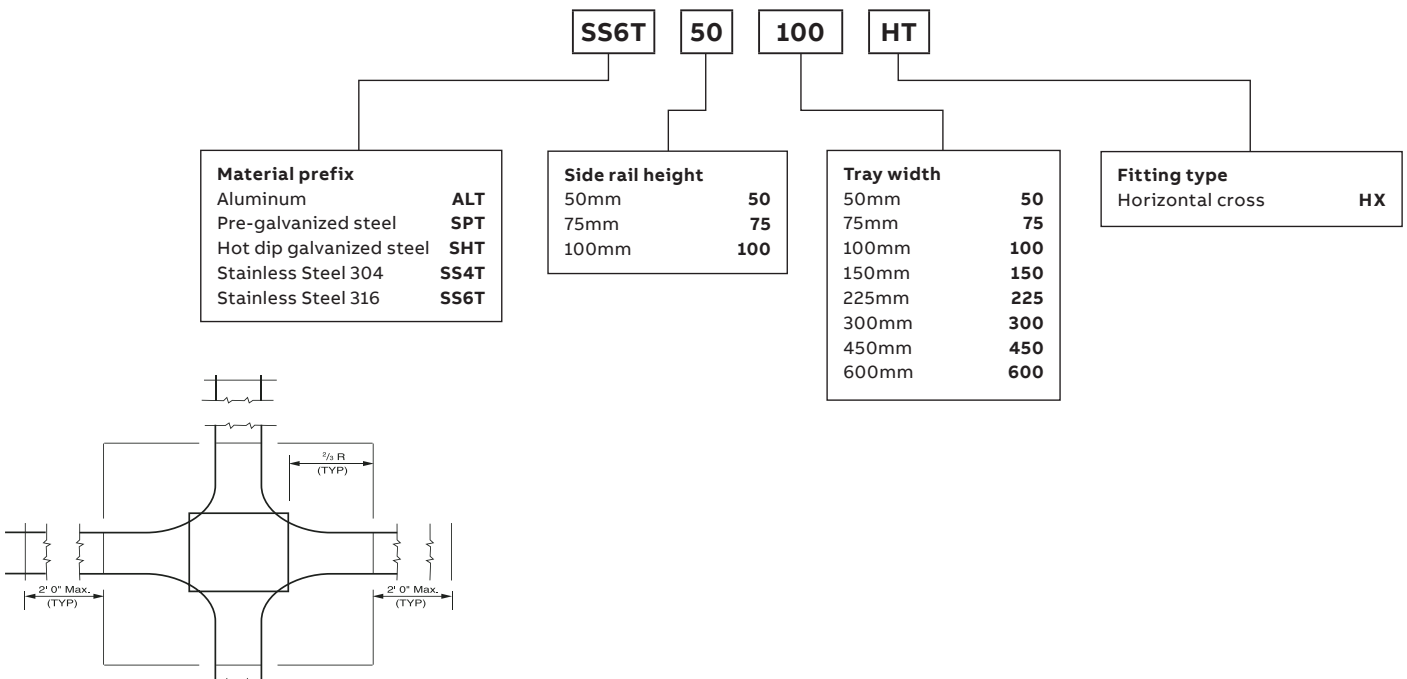 SS6T 50 100 HT
Material prefix
Aluminum ALT
Pre-galvanized steel SPT
Hot dip galvanized steel SHT
Stainless Steel 304 SS4T
Stainless Steel 316 SS6T
Side rail height
50mm 50
75mm 75
100mm 100
Tray width
50mm 50
75mm 75
100mm 100
150mm 150
225mm 225
300mm 300
450mm 450
600mm 600
Fitting type
Horizontal cross HX
²/₃ R
(TYP)
2' 0" Max.
(TYP)
2' 0" Max.
(TYP)